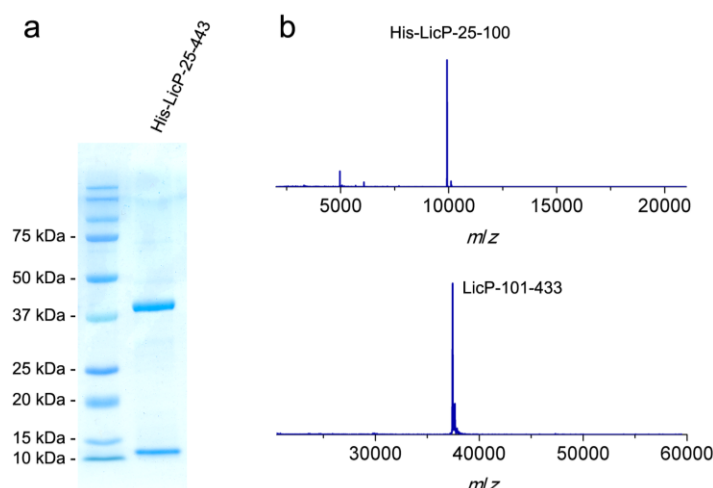 a
His-LicP-25-443
75 kDa -
50 kDa -
37 kDa -
25 kDa -
20 kDa -
15 kDa -
10 kDa -
b
His-LicP-25-100
5000 10000 15000 20000
m/z
LicP-101-433
30000 40000 50000 60000
m/z